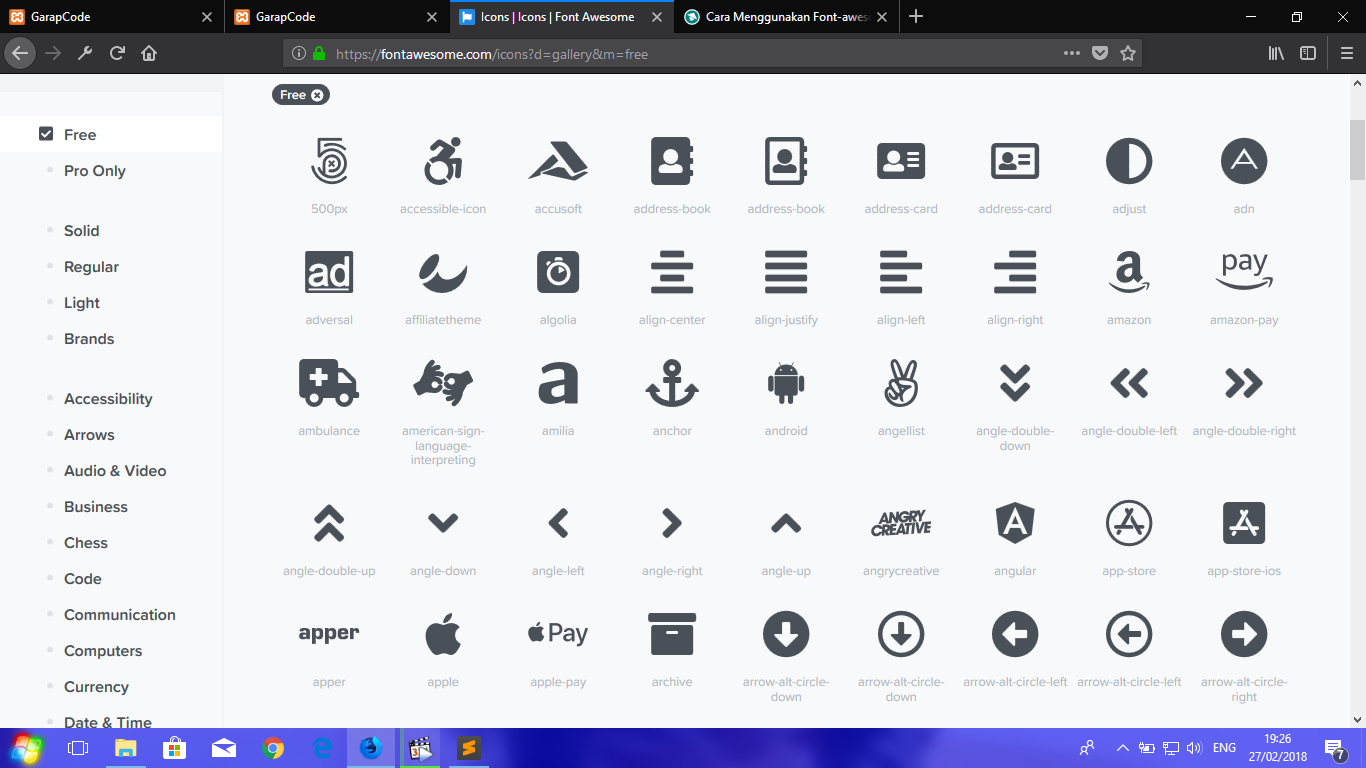 GarapCode
GarapCode
Icons | Icons | Font Awesome
Cara Menggunakan Font-awes
https://fontawesome.com/icons?d=gallery&m=free
Free
Free
Pro Only
Solid
Regular
Light
Brands
Accessibility
Arrows
Audio & Video
Business
Chess
Code
Communication
Computers
Currency
Date & Time
500px
accessible-icon
accusoft
address-book
address-book
address-card
address-card
adjust
adn
ad
pay
adversal
affiliatetheme
algolia
align-center
align-justify
align-left
align-right
amazon
amazon-pay
a
ambulance
american-sign-
language-
interpreting
amilia
anchor
android
angellist
angle-double-
down
angle-double-left
angle-double-right
ANGRY
CREATIVE
angle-double-up
angle-down
angle-left
angle-right
angle-up
angrycreative
angular
app-store
app-store-ios
apper
Pay
apper
apple
apple-pay
archive
arrow-alt-circle-
down
arrow-alt-circle-
down
arrow-alt-circle-left
arrow-alt-circle-left
arrow-alt-circle-
right
ENG
19:26
27/02/2018
7